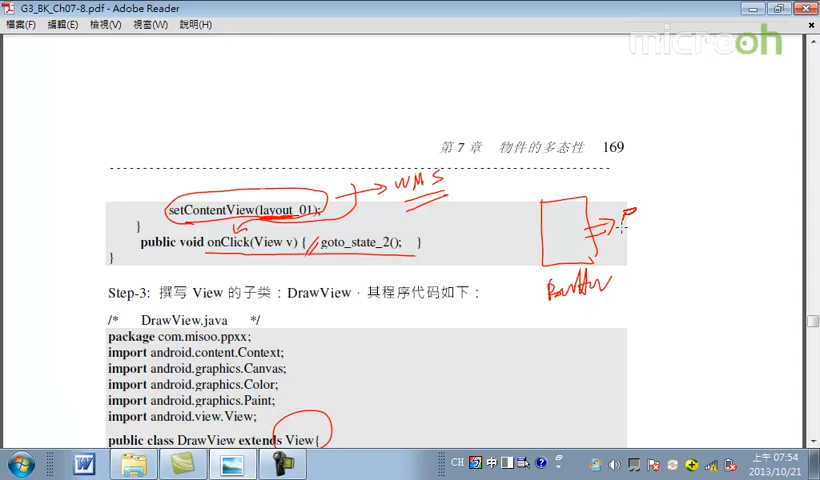 G3_BK_Ch07-8.pdf - Adobe Reader
檔案(F) 編輯(E) 檢視(V) 視窗(W) 說明(H)
microoh
第 7 章 物件的多态性 169
WMS
setContentView(layout_01);
}
public void onClick(View v) { goto_state_2(); }
}
Step-3: 撰写 View 的子类：DrawView，其程序代码如下：
/* DrawView.java */
package com.misoo.ppxx;
import android.content.Context;
import android.graphics.Canvas;
import android.graphics.Color;
import android.graphics.Paint;
import android.view.View;
public class DrawView extends View{
CH 中
上午 07:54
2013/10/21